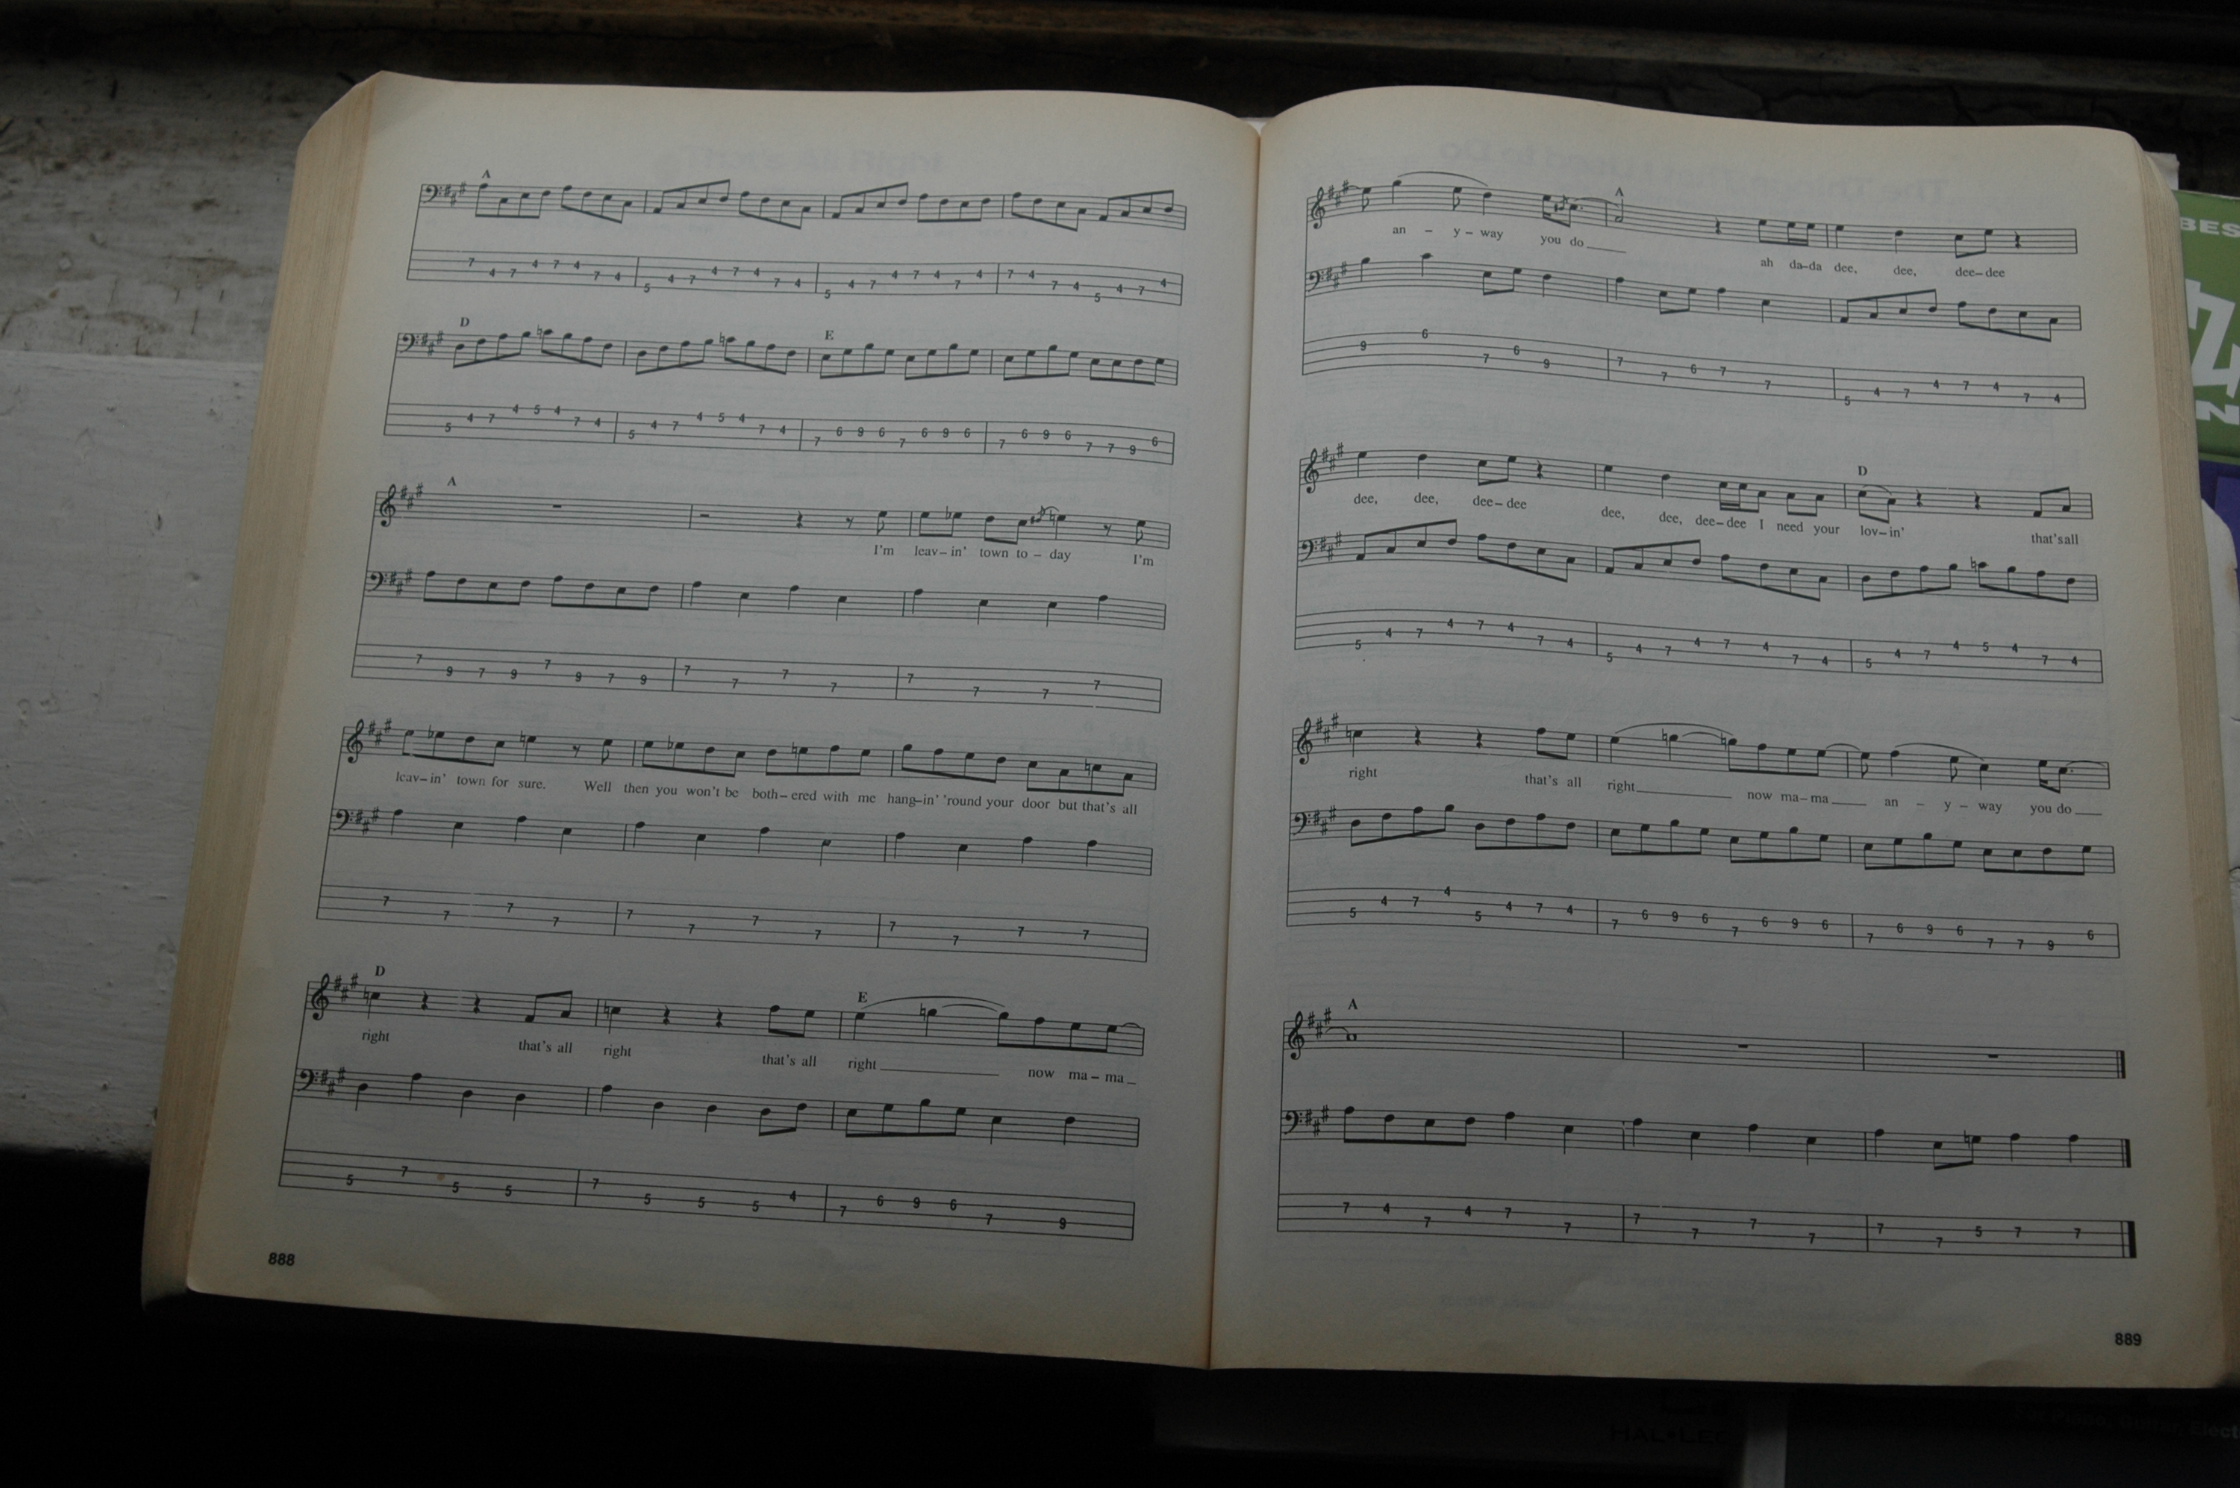 A
7 4 7 4 7 4 7 4 5 4 7 4 7 4 7 4 5 4 7 4 7 4 7 4 7 4 7 4 5 4 7 4
D E
5 4 7 4 5 4 7 4 5 4 7 4 5 4 7 4 7 6 9 6 7 6 9 6 7 6 9 6 7 7 9 6
A
I'm leav-in' town to-day I'm
7 9 7 9 7 9 7 9 7 7 7 7 7 7 7 7
leav-in' town for sure. Well then you won't be both-ered with me hang-in' 'round your door but that's all
7 7 7 7 7 7 7 7 7 7 7 7
D E
right that's all right that's all right now ma-ma
5 7 5 5 7 5 5 5 4 7 6 9 6 7 9
888
A
an - y-way you do ah da-da dee, dee, dee-dee
9 6 7 6 9 7 7 6 7 7 5 4 7 4 7 4 7 4
D
dee, dee, dee-dee dee, dee, dee-dee I need your lov-in' that's all
5 4 7 4 7 4 7 4 5 4 7 4 7 4 7 4 5 4 7 4 5 4 7 4
right that's all right now ma-ma an - y - way you do
5 4 7 4 5 4 7 4 7 6 9 6 7 6 9 6 7 6 9 6 7 7 9 6
A
7 4 7 4 7 7 7 7 7 7 7 7 5 7 7
889
BES
HAL•LEO